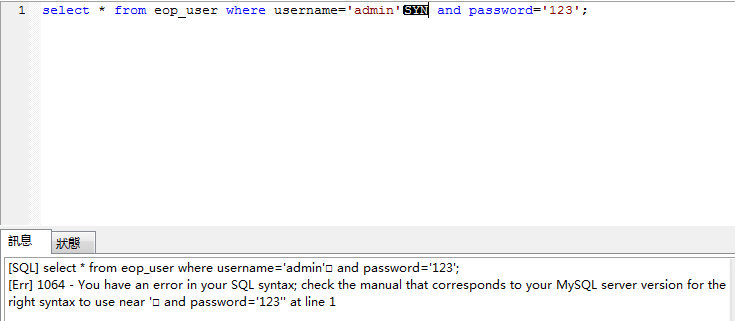 1 select * from eop_user where username='admin'SYN and password='123';
訊息 狀態
[SQL] select * from eop_user where username='admin'□ and password='123';
[Err] 1064 - You have an error in your SQL syntax; check the manual that corresponds to your MySQL server version for the
right syntax to use near '□ and password='123'' at line 1